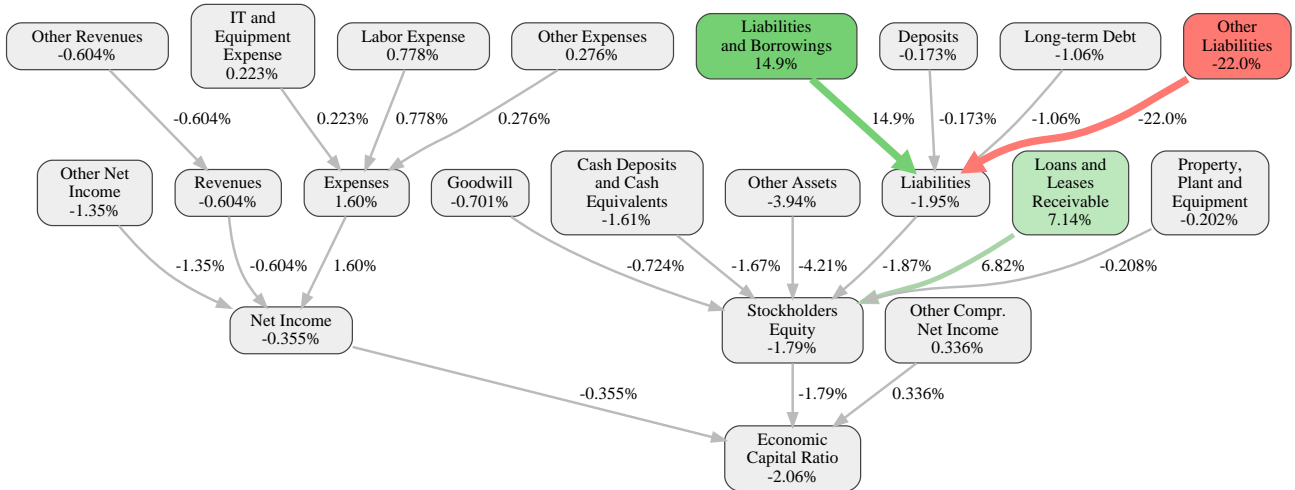 Other Revenues
-0.604%
IT and
Equipment
Expense
0.223%
Labor Expense
0.778%
Other Expenses
0.276%
Liabilities
and Borrowings
14.9%
Deposits
-0.173%
Long-term Debt
-1.06%
Other
Liabilities
-22.0%
-0.604%
0.223%
0.778%
0.276%
14.9%
-0.173%
-1.06%
-22.0%
Other Net
Income
-1.35%
Revenues
-0.604%
Expenses
1.60%
Goodwill
-0.701%
Cash Deposits
and Cash
Equivalents
-1.61%
Other Assets
-3.94%
Liabilities
-1.95%
Loans and
Leases
Receivable
7.14%
Property,
Plant and
Equipment
-0.202%
-1.35%
-0.604%
1.60%
-0.724%
-1.67%
-4.21%
-1.87%
6.82%
-0.208%
Net Income
-0.355%
Stockholders
Equity
-1.79%
Other Compr.
Net Income
0.336%
-0.355%
-1.79%
0.336%
Economic
Capital Ratio
-2.06%